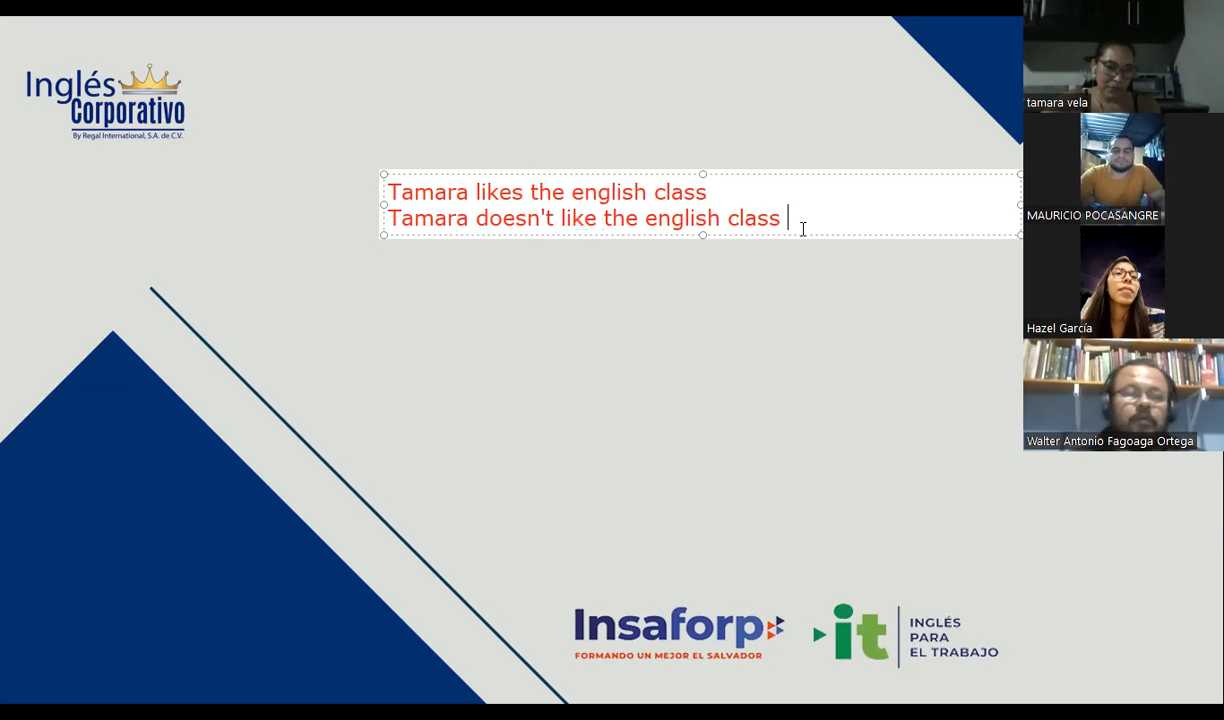 Inglés
Corporativo
By Regal International, S.A. de C.V.
Tamara likes the english class
Tamara doesn't like the english class
tamara vela
MAURICIO POCASANGRE
Hazel García
Walter Antonio Fagoaga Ortega
Insaforp
FORMANDO UN MEJOR EL SALVADOR
it
INGLÉS
PARA
EL TRABAJO